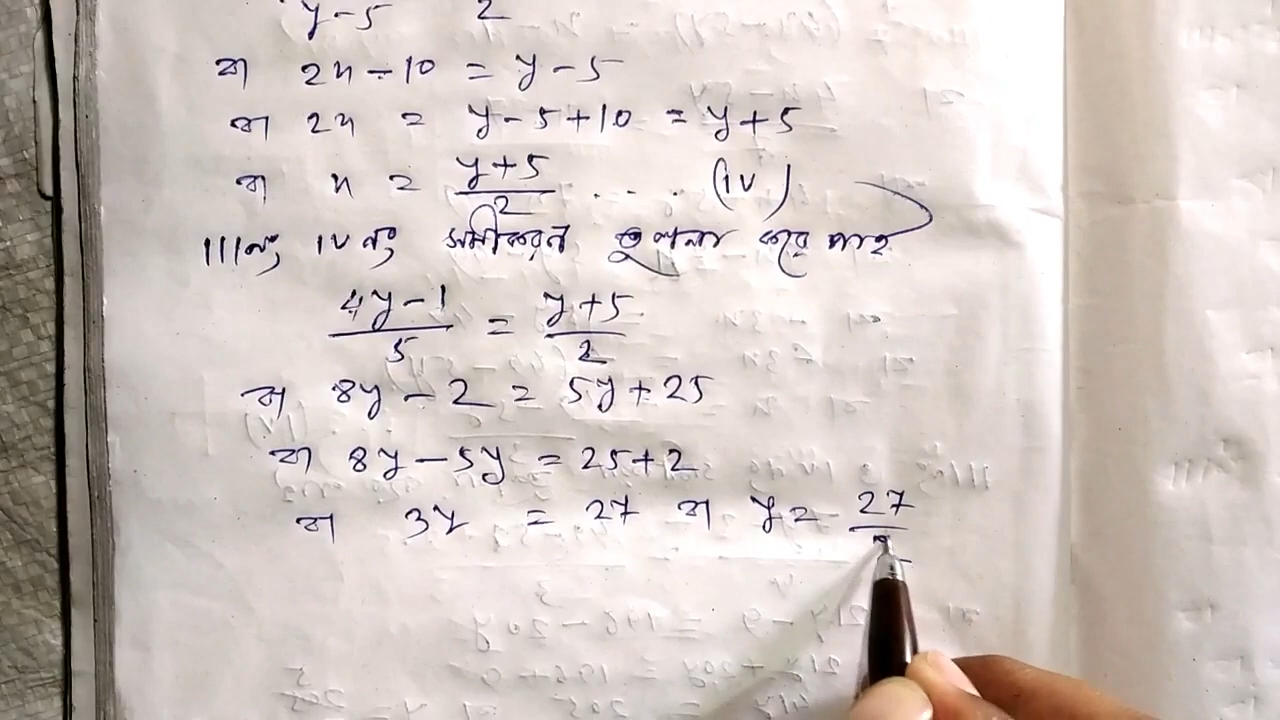 y-5 2
বা 2x-10 = y-5
বা 2x = y-5+10 = y+5
বা x = y+5/2 ... (iv)
III নং IV নং সমীকরন তুলনা করে পাই
4y-1/5 = y+5/2
বা 8y-2 = 5y+25
বা 8y-5y = 25+2
বা 3y = 27 বা y = 27